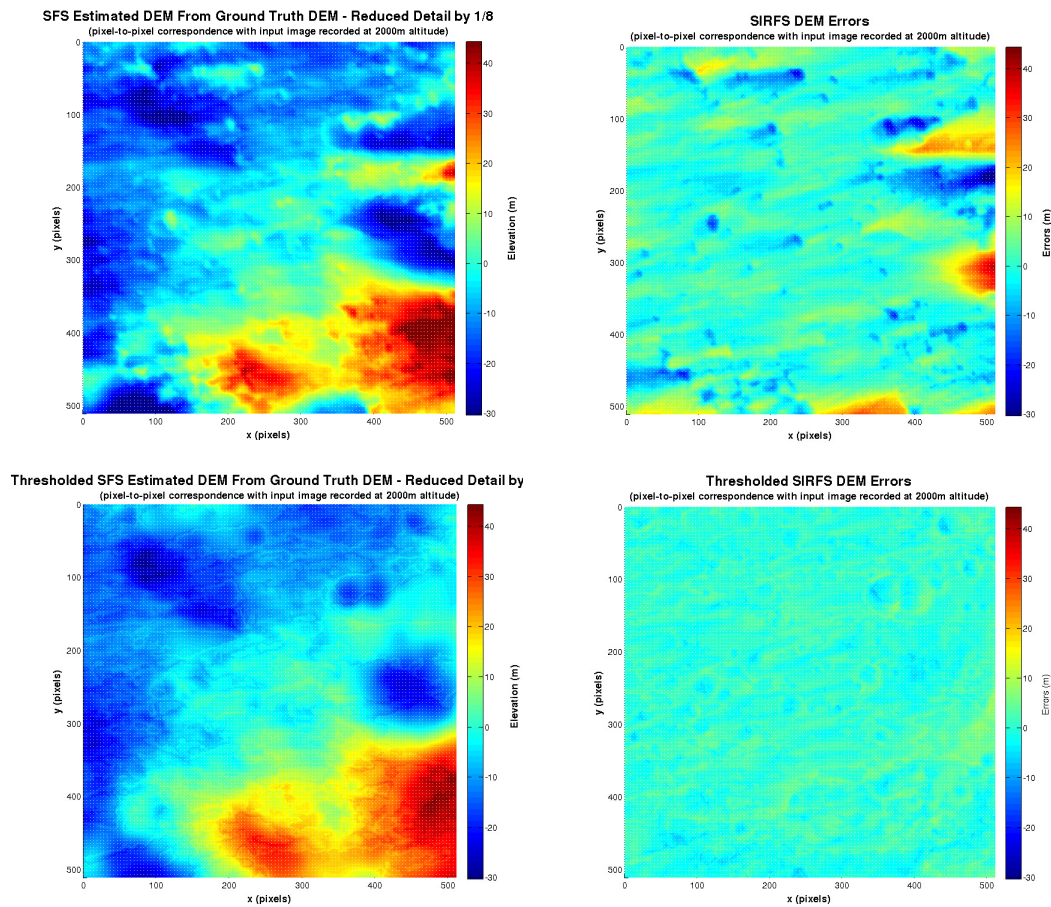 SFS Estimated DEM From Ground Truth DEM - Reduced Detail by 1/8
(pixel-to-pixel correspondence with input image recorded at 2000m altitude)
0
100
200
300
400
500
y (pixels)
0 100 200 300 400 500
x (pixels)
40
30
20
10
0
-10
-20
-30
Elevation (m)
SIRFS DEM Errors
(pixel-to-pixel correspondence with input image recorded at 2000m altitude)
0
100
200
300
400
500
y (pixels)
0 100 200 300 400 500
x (pixels)
40
30
20
10
0
-10
-20
-30
Errors (m)
Thresholded SFS Estimated DEM From Ground Truth DEM - Reduced Detail by
(pixel-to-pixel correspondence with input image recorded at 2000m altitude)
0
100
200
300
400
500
y (pixels)
0 100 200 300 400 500
x (pixels)
40
30
20
10
0
-10
-20
-30
Elevation (m)
Thresholded SIRFS DEM Errors
(pixel-to-pixel correspondence with input image recorded at 2000m altitude)
0
100
200
300
400
500
y (pixels)
0 100 200 300 400 500
x (pixels)
40
30
20
10
0
-10
-20
-30
Errors (m)